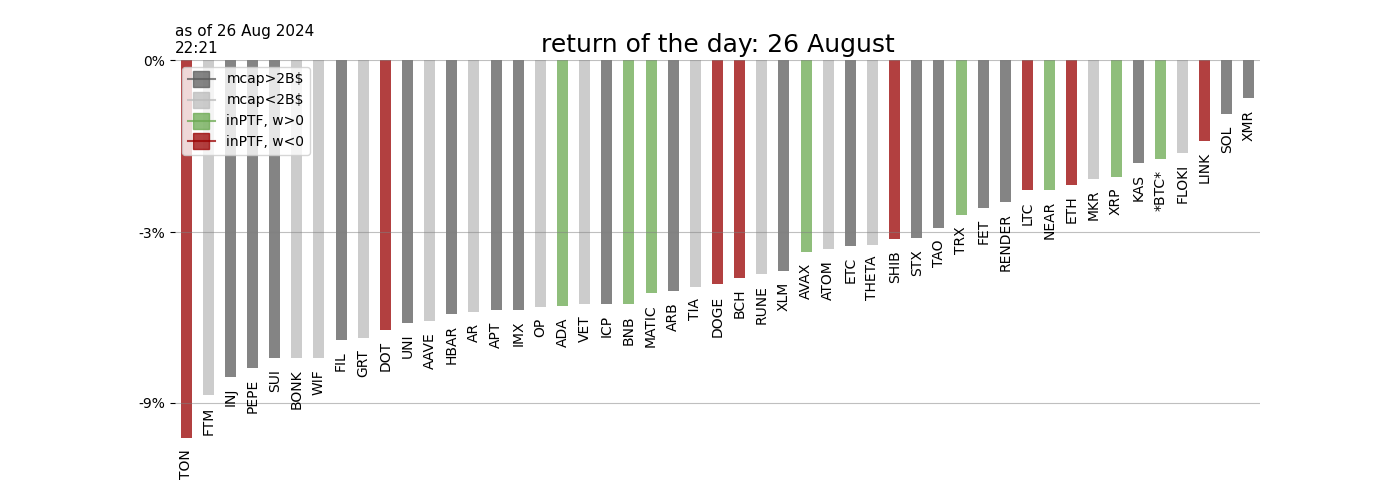 as of 26 Aug 2024
22:21
return of the day: 26 August
0%
-3%
-9%
mcap>2B$
mcap<2B$
inPTF, w>0
inPTF, w<0
TON
FTM
INJ
PEPE
SUI
BONK
WIF
FIL
GRT
DOT
UNI
AAVE
HBAR
AR
APT
IMX
OP
ADA
VET
ICP
BNB
MATIC
ARB
TIA
DOGE
BCH
RUNE
XLM
AVAX
ATOM
ETC
THETA
SHIB
STX
TAO
TRX
FET
RENDER
LTC
NEAR
ETH
MKR
XRP
KAS
*BTC*
FLOKI
LINK
SOL
XMR